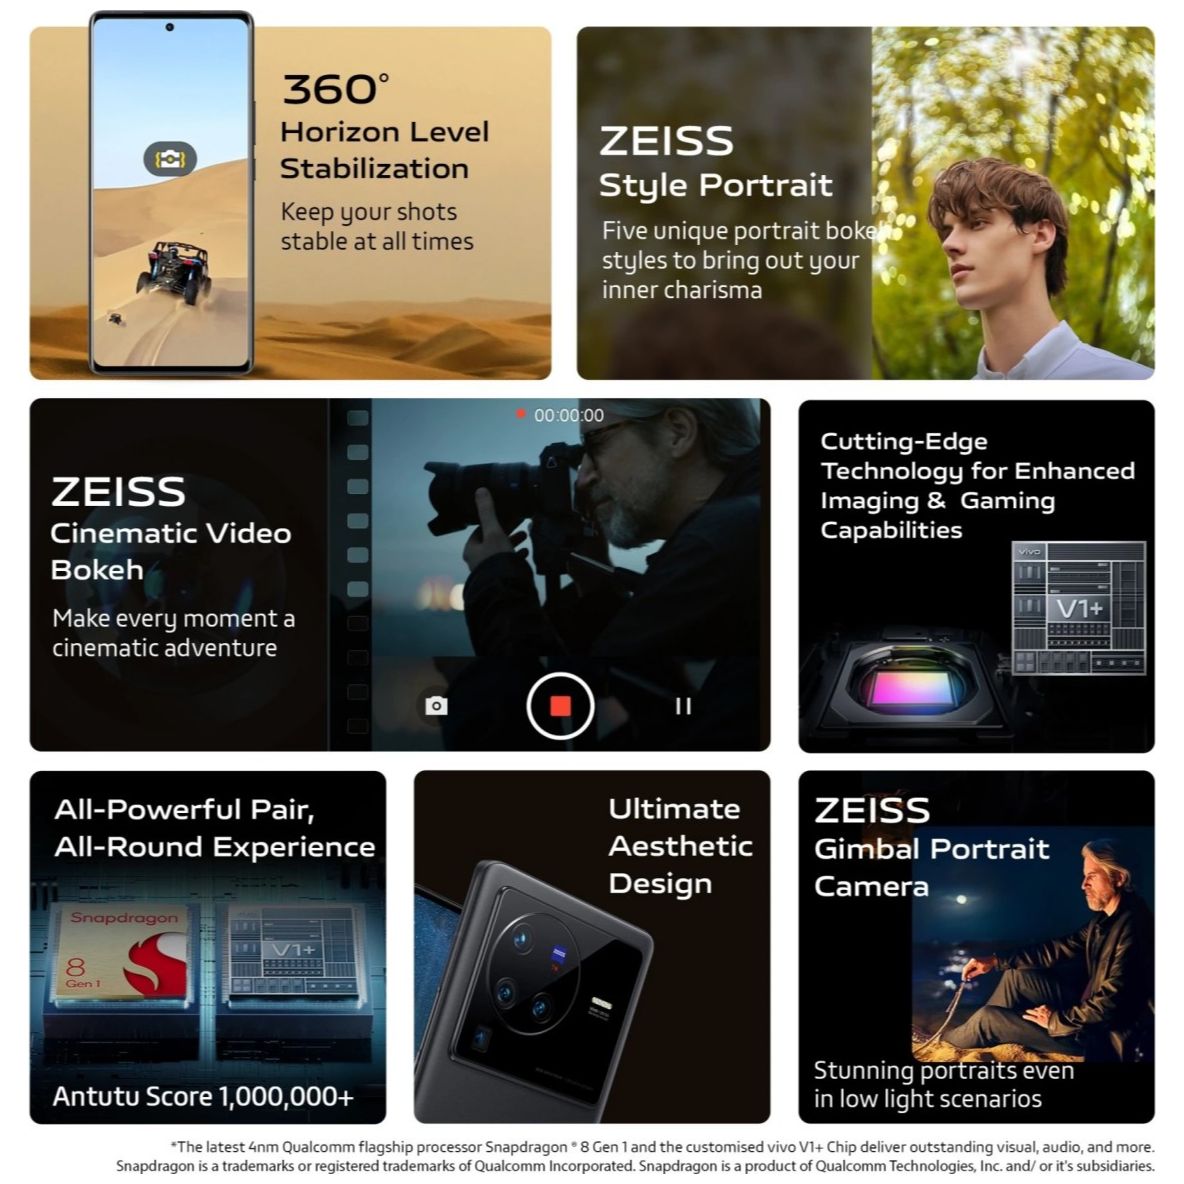 360°
Horizon Level
Stabilization
Keep your shots
stable at all times
ZEISS
Style Portrait
Five unique portrait bokeh
styles to bring out your
inner charisma
00:00:00
ZEISS
Cinematic Video
Bokeh
Make every moment a
cinematic adventure
Cutting-Edge
Technology for Enhanced
Imaging & Gaming
Capabilities
vivo
V1+
All-Powerful Pair,
All-Round Experience
Snapdragon
8
Gen 1
V1+
Antutu Score 1,000,000+
Ultimate
Aesthetic
Design
ZEISS
ZEISS
Gimbal Portrait
Camera
Stunning portraits even
in low light scenarios
*The latest 4nm Qualcomm flagship processor Snapdragon ® 8 Gen 1 and the customised vivo V1+ Chip deliver outstanding visual, audio, and more.
Snapdragon is a trademarks or registered trademarks of Qualcomm Incorporated. Snapdragon is a product of Qualcomm Technologies, Inc. and/ or it's subsidiaries.